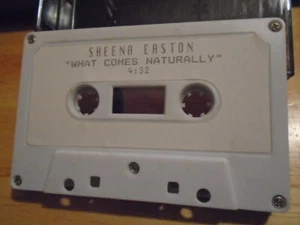 SHEENA EASTON
"WHAT COMES NATURALLY"
4:32